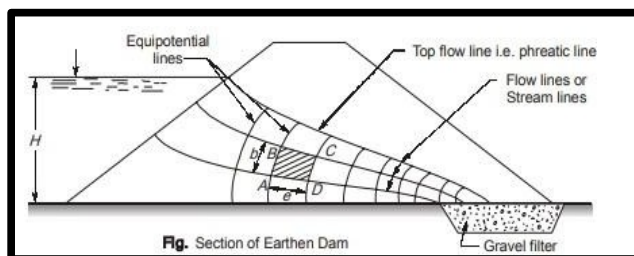 Equipotential
lines
Top flow line i.e. phreatic line
Flow lines or
Stream lines
H
b
B
C
A
e
D
Fig. Section of Earthen Dam
Gravel filter